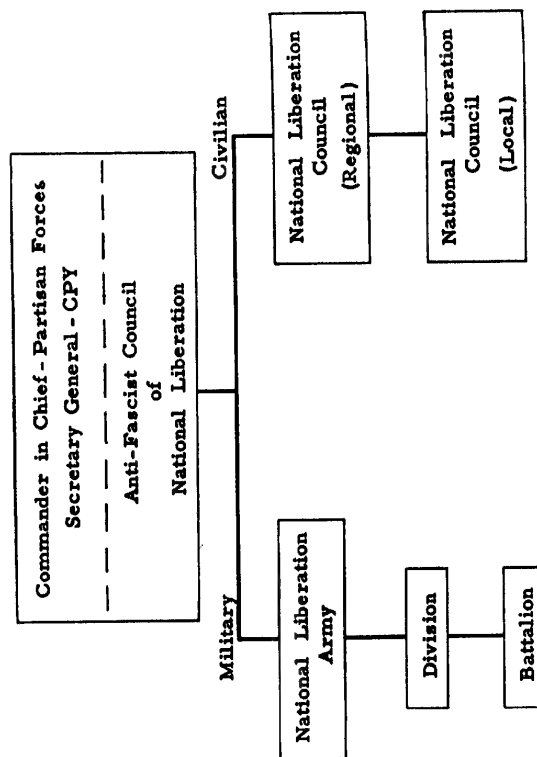 Commander in Chief - Partisan Forces
Secretary General - CPY
Anti-Fascist Council
of
National Liberation
Military
Civilian
National Liberation
Army
Division
Battalion
National Liberation
Council
(Regional)
National Liberation
Council
(Local)